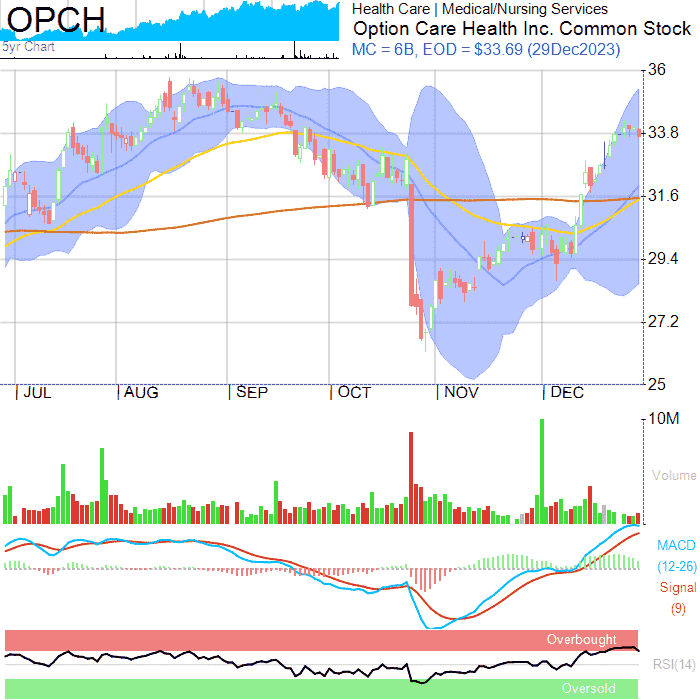 OPCH
5yr Chart
Health Care | Medical/Nursing Services
Option Care Health Inc. Common Stock
MC = 6B, EOD = $33.69 (29Dec2023)
36
33.8
31.6
29.4
27.2
25
JUL AUG SEP OCT NOV DEC
10M
Volume
MACD
(12-26)
Signal
(9)
Overbought
RSI(14)
Oversold